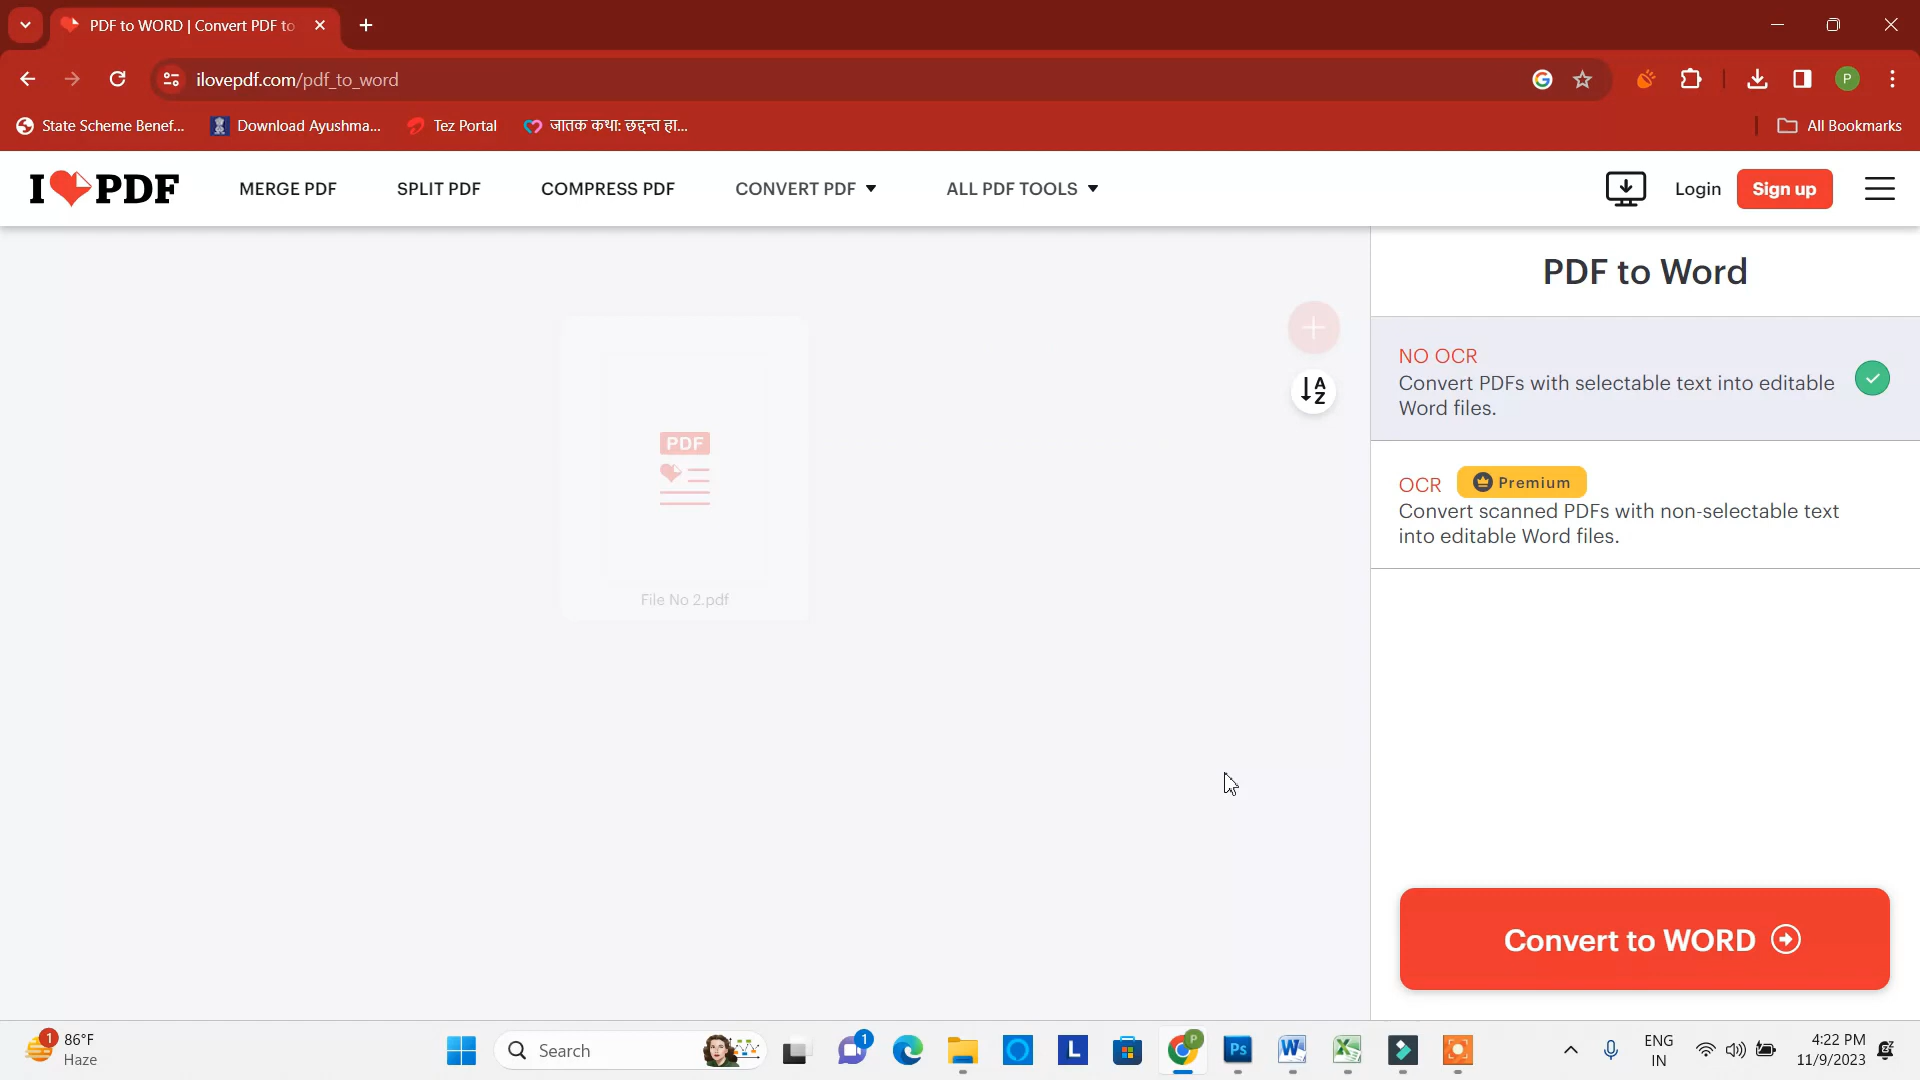 PDF to WORD | Convert PDF to
ilovepdf.com/pdf_to_word
P
State Scheme Benef...
Download Ayushma...
Tez Portal
जातक कथा: छद्दन्त हा...
All Bookmarks
I PDF
MERGE PDF
SPLIT PDF
COMPRESS PDF
CONVERT PDF
ALL PDF TOOLS
Login
Sign up
PDF
File No 2.pdf
A
Z
PDF to Word
NO OCR
Convert PDFs with selectable text into editable
Word files.
OCR Premium
Convert scanned PDFs with non-selectable text
into editable Word files.
Convert to WORD
1
86°F
Haze
Search
1
L
P
Ps
W
X
ENG
IN
4:22 PM
11/9/2023